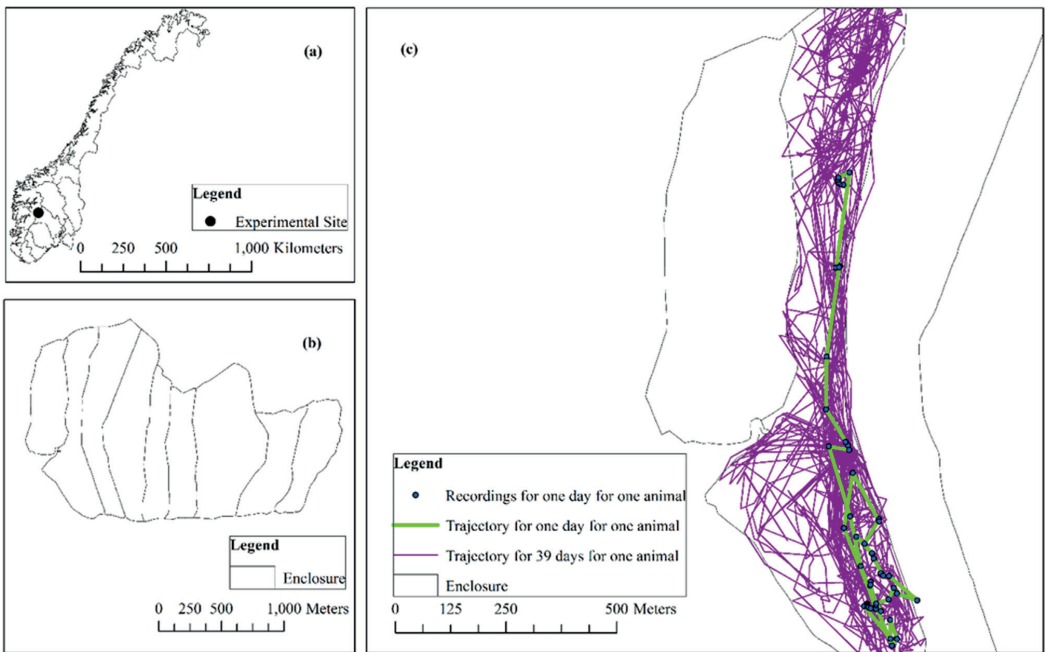 (a)
Legend
Experimental Site
0 250 500 1,000 Kilometers
(b)
Legend
Enclosure
0 250 500 1,000 Meters
(c)
Legend
Recordings for one day for one animal
Trajectory for one day for one animal
Trajectory for 39 days for one animal
Enclosure
0 125 250 500 Meters